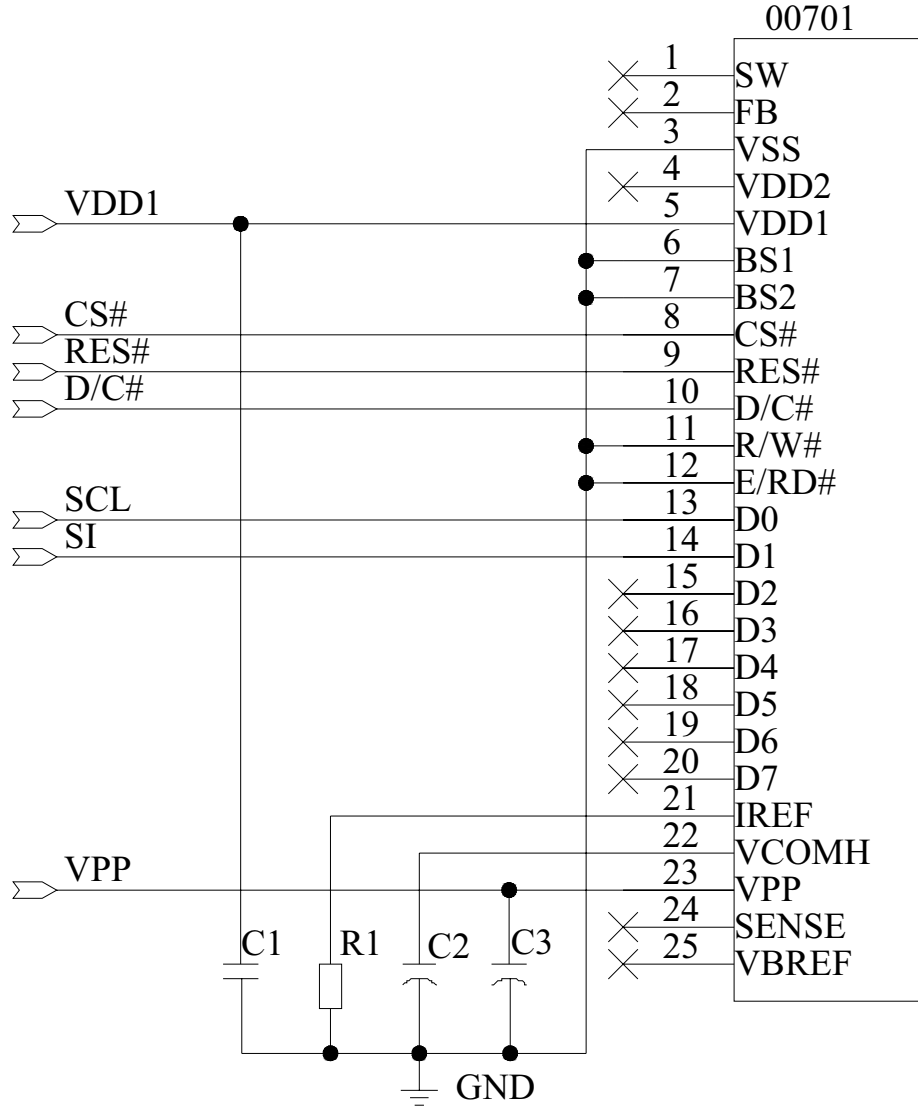 00701
1 SW
2 FB
3 VSS
4 VDD2
VDD1 5 VDD1
6 BS1
7 BS2
CS# 8 CS#
RES# 9 RES#
D/C# 10 D/C#
11 R/W#
12 E/RD#
SCL 13 D0
SI 14 D1
15 D2
16 D3
17 D4
18 D5
19 D6
20 D7
21 IREF
22 VCOMH
VPP 23 VPP
24 SENSE
C1 R1 C2 C3 25 VBREF
GND